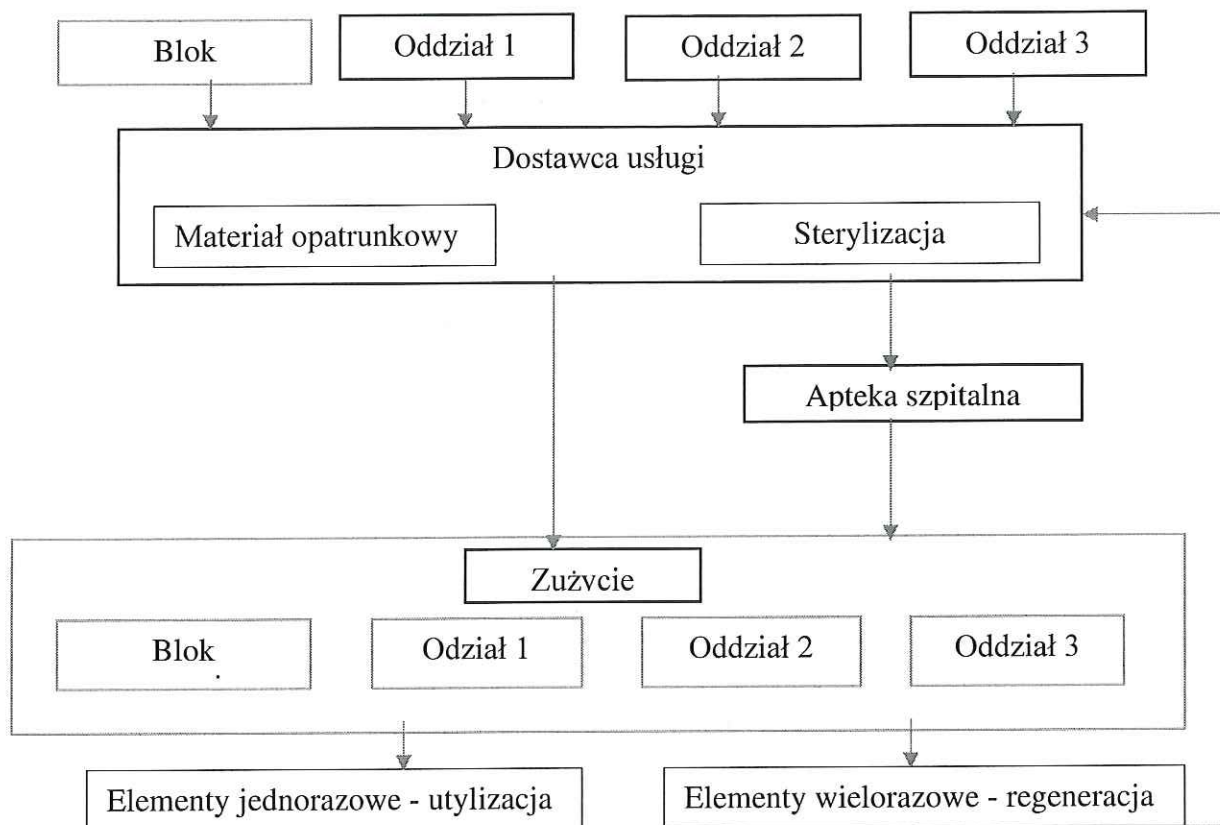 Blok
Oddział 1
Oddział 2
Oddział 3
Dostawca usługi
Materiał opatrunkowy
Sterylizacja
Apteka szpitalna
Zużycie
Blok
Odział 1
Oddział 2
Oddział 3
Elementy jednorazowe - utylizacja
Elementy wielorazowe - regeneracja